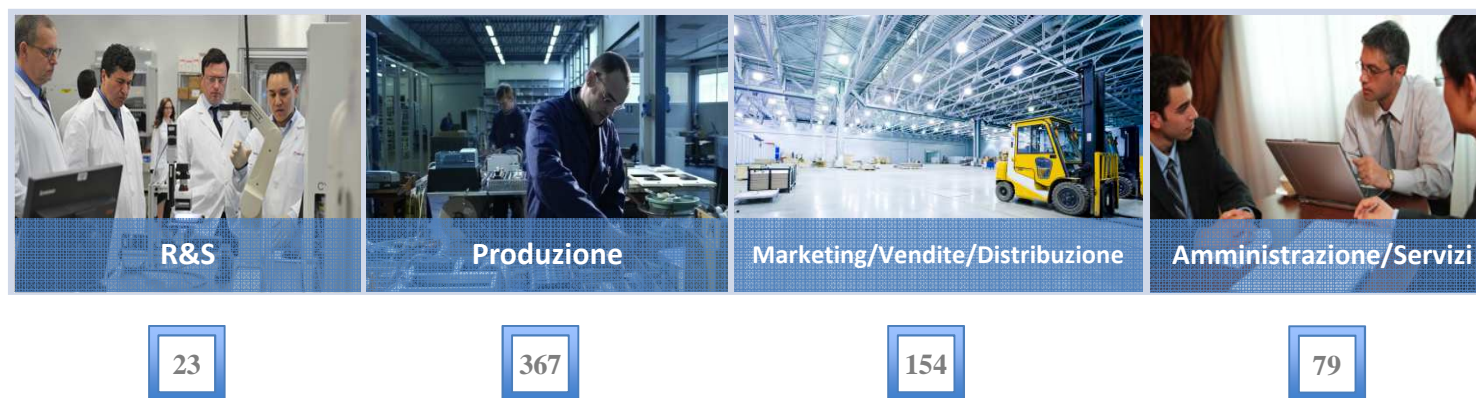 R&S
Produzione
Marketing/Vendite/Distribuzione
Amministrazione/Servizi
23
367
154
79